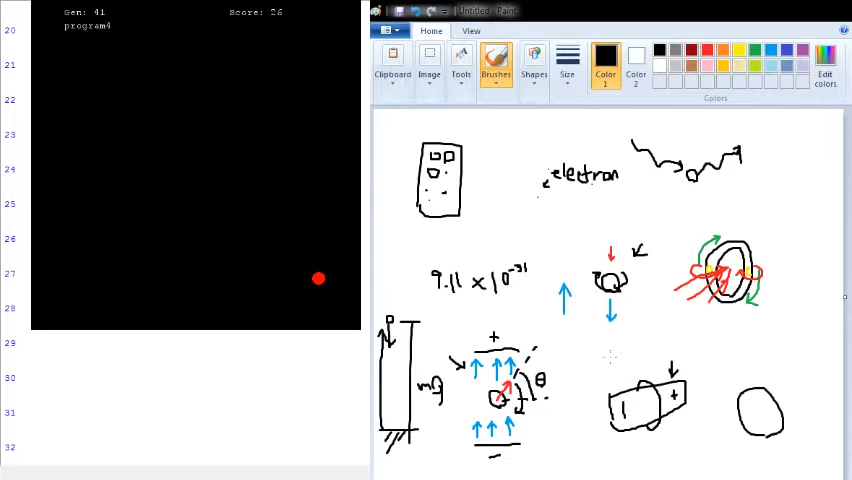 Gen: 41
Score: 26
program4
20
21
22
23
24
25
26
27
28
29
30
31
32
Untitled - Paint
Home
View
Clipboard
Image
Tools
Brushes
Shapes
Size
Color 1
Color 2
Edit colors
Colors
electron
9.11 x 10^-31
mg
+
θ
+
-
+